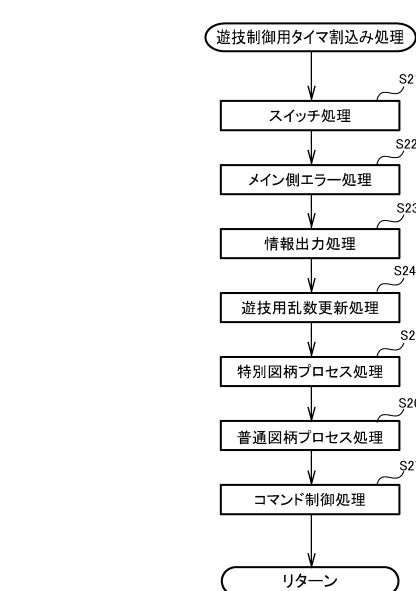 遊技制御用タイマ割込み処理
S21
スイッチ処理
S22
メイン側エラー処理
S23
情報出力処理
S24
遊技用乱数更新処理
S2
特別図柄プロセス処理
S26
普通図柄プロセス処理
S27
コマンド制御処理
リターン